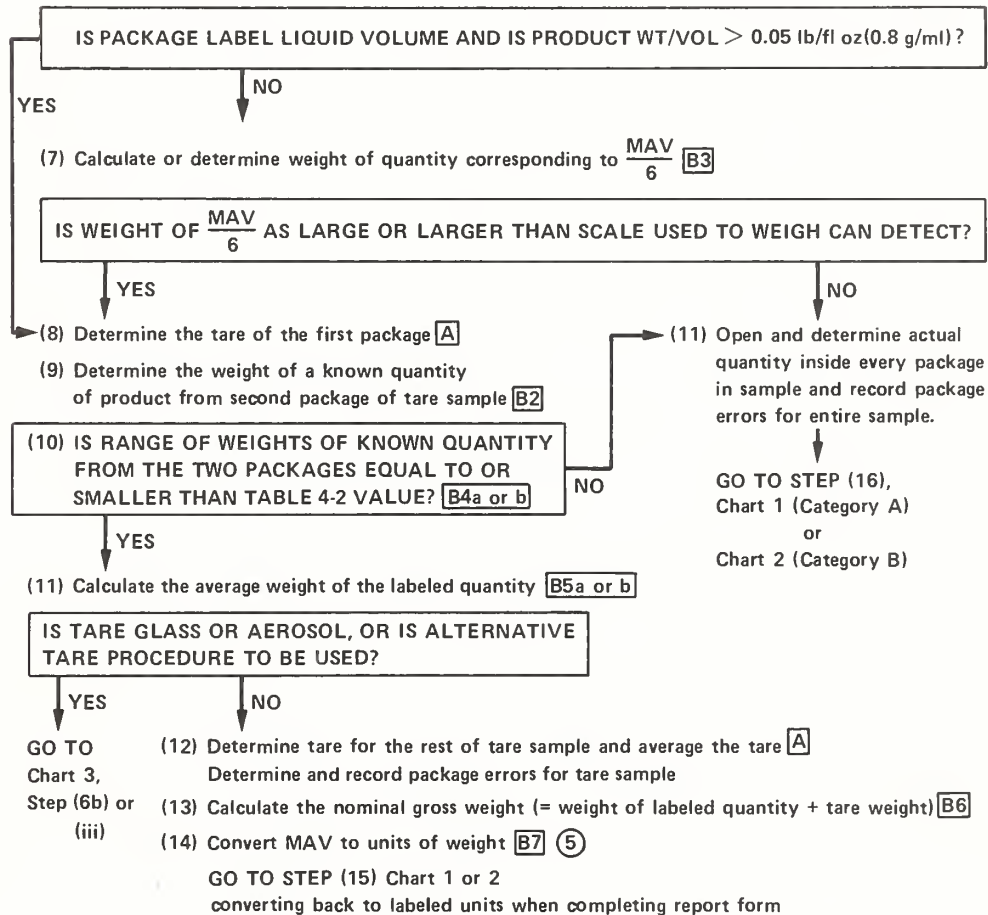 IS PACKAGE LABEL LIQUID VOLUME AND IS PRODUCT WT/VOL > 0.05 lb/fl oz(0.8 g/ml) ?
YES
NO
(7) Calculate or determine weight of quantity corresponding to MAV/6 B3
IS WEIGHT OF MAV/6 AS LARGE OR LARGER THAN SCALE USED TO WEIGH CAN DETECT?
YES
NO
(8) Determine the tare of the first package A
(9) Determine the weight of a known quantity
of product from second package of tare sample B2
(10) IS RANGE OF WEIGHTS OF KNOWN QUANTITY
FROM THE TWO PACKAGES EQUAL TO OR
SMALLER THAN TABLE 4-2 VALUE? B4a or b
NO
YES
(11) Open and determine actual
quantity inside every package
in sample and record package
errors for entire sample.
GO TO STEP (16),
Chart 1 (Category A)
or
Chart 2 (Category B)
(11) Calculate the average weight of the labeled quantity B5a or b
IS TARE GLASS OR AEROSOL, OR IS ALTERNATIVE
TARE PROCEDURE TO BE USED?
YES
NO
GO TO
Chart 3,
Step (6b) or
(iii)
(12) Determine tare for the rest of tare sample and average the tare A
Determine and record package errors for tare sample
(13) Calculate the nominal gross weight (= weight of labeled quantity + tare weight) B6
(14) Convert MAV to units of weight B7 5
GO TO STEP (15) Chart 1 or 2
converting back to labeled units when completing report form